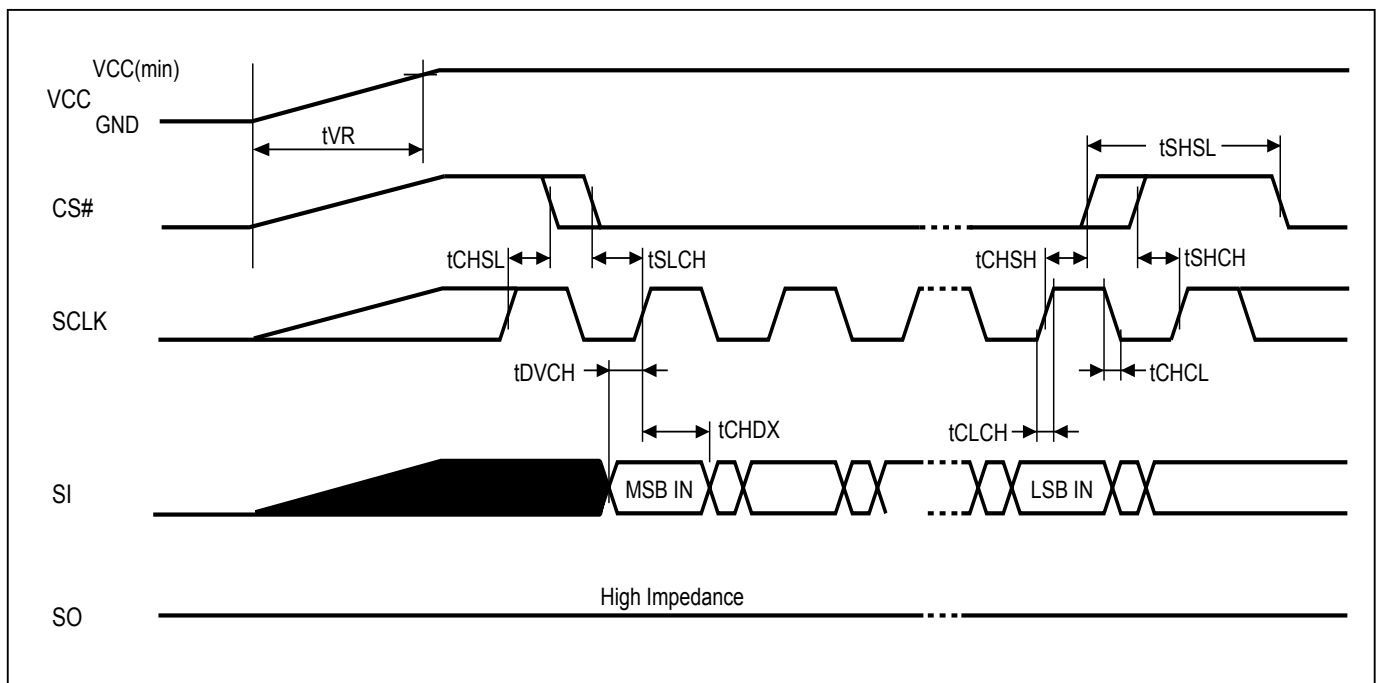 VCC(min)
VCC
GND
tVR
tSHSL
CS#
tCHSL
tSLCH
tCHSH
tSHCH
SCLK
tDVCH
tCHCL
tCHDX
tCLCH
SI
MSB IN
LSB IN
High Impedance
SO